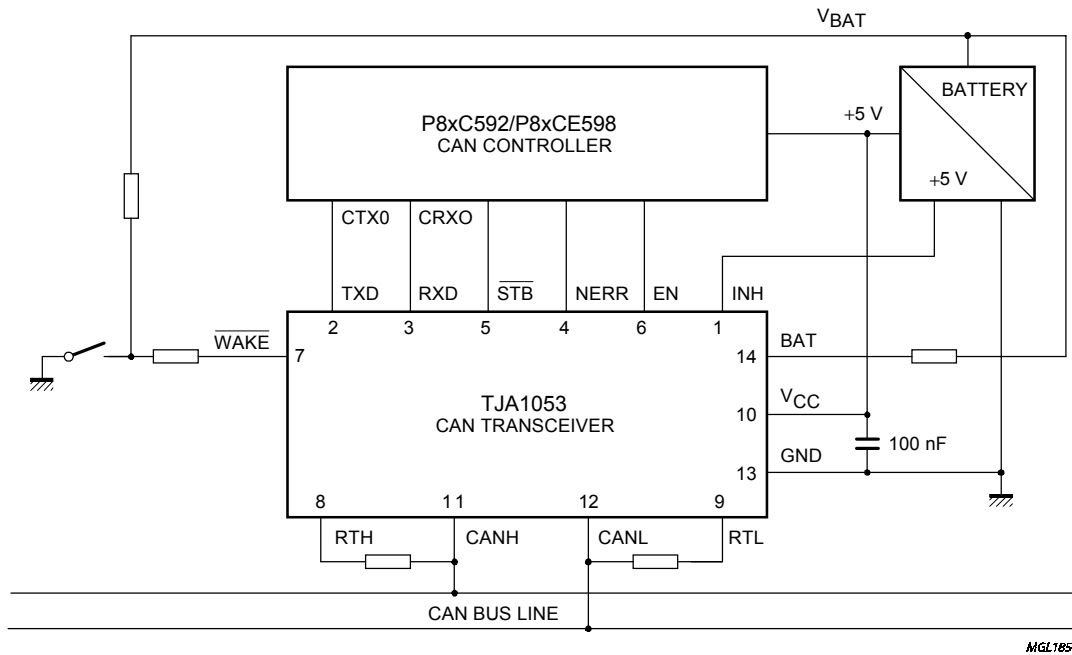 VBAT
BATTERY
P8xC592/P8xCE598
CAN CONTROLLER
+5 V
+5 V
CTX0 CRXO
TXD RXD STB NERR EN INH
2 3 5 4 6 1
WAKE
7
14
BAT
TJA1053
CAN TRANSCEIVER
10
VCC
100 nF
13
GND
8 11 12 9
RTH CANH CANL RTL
CAN BUS LINE
MGL185